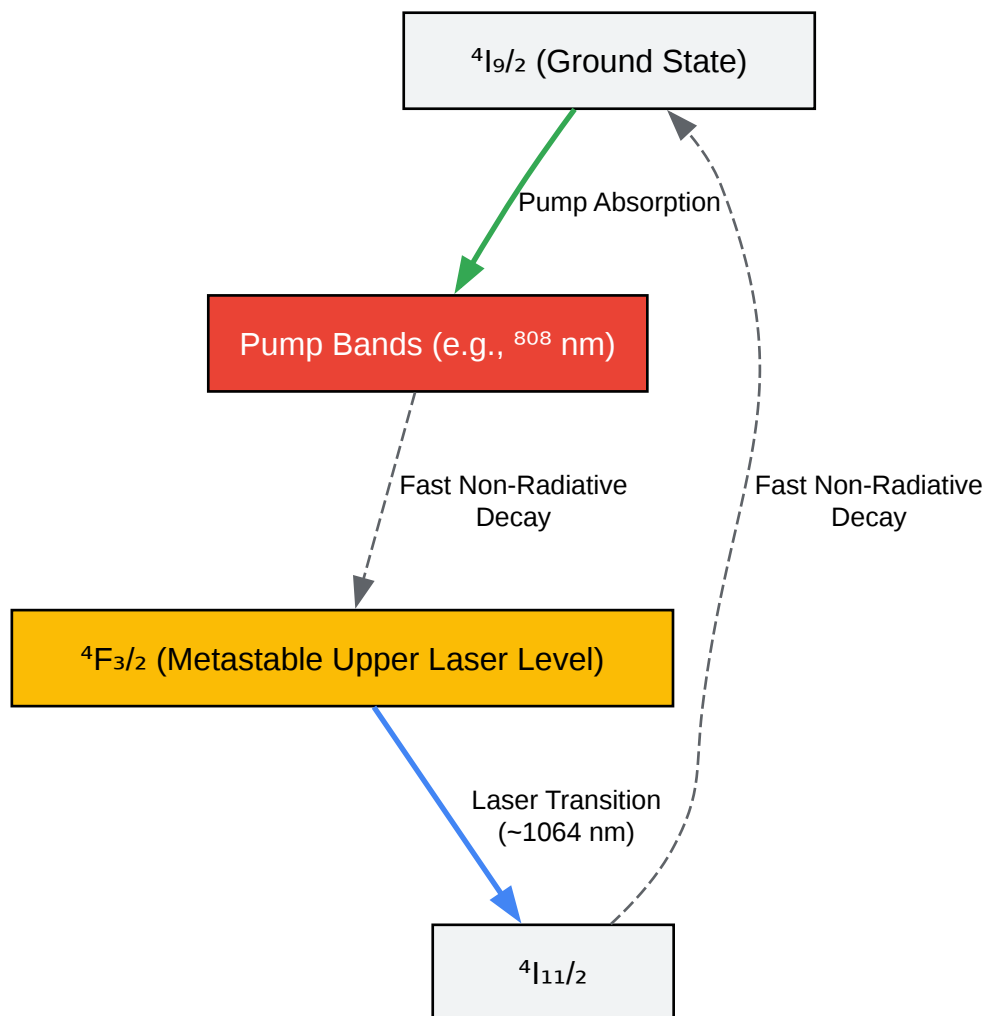 ⁴I₉/₂ (Ground State)
Pump Absorption
Pump Bands (e.g., ⁸⁰⁸ nm)
Fast Non-Radiative
Decay
Fast Non-Radiative
Decay
⁴F₃/₂ (Metastable Upper Laser Level)
Laser Transition
(~1064 nm)
⁴I₁₁/₂